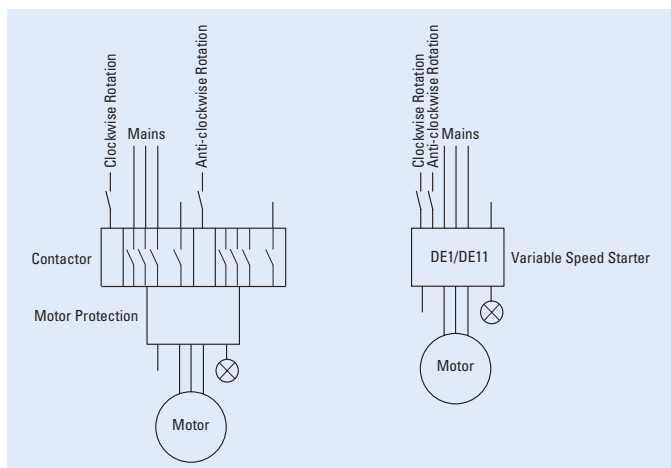 Clockwise Rotation
Mains
Anti-clockwise Rotation
Contactor
Motor Protection
Motor
Clockwise Rotation
Anti-clockwise Rotation
Mains
DE1/DE11
Variable Speed Starter
Motor